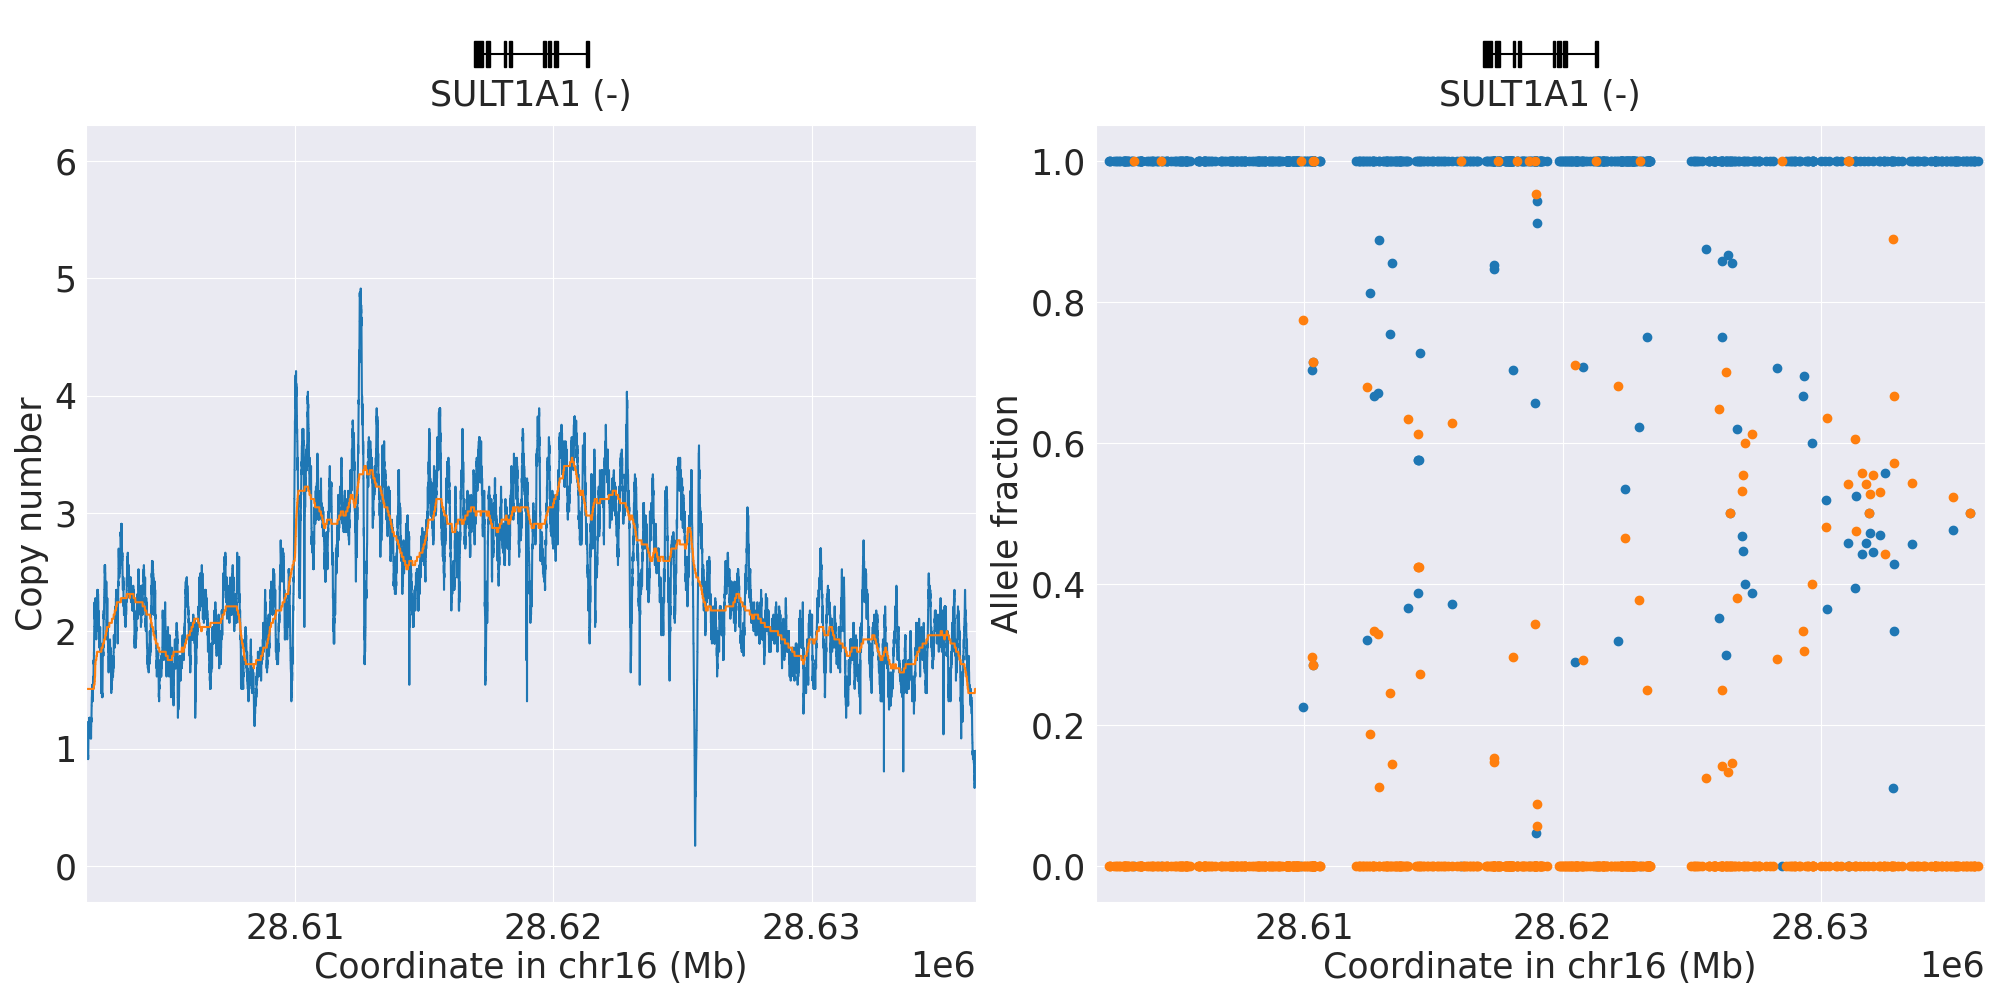 SULT1A1 (-)
6
5
4
3
2
1
0
Copy number
28.61
28.62
28.63
Coordinate in chr16 (Mb)
1e6
SULT1A1 (-)
1.0
0.8
0.6
0.4
0.2
0.0
Allele fraction
28.61
28.62
28.63
Coordinate in chr16 (Mb)
1e6